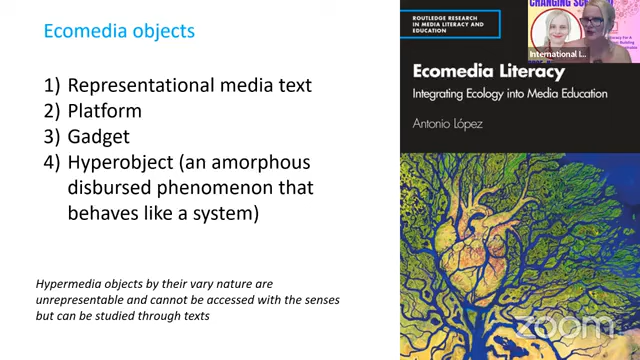 Ecomedia objects
1) Representational media text
2) Platform
3) Gadget
4) Hyperobject (an amorphous
disbursed phenomenon that
behaves like a system)
Hypermedia objects by their vary nature are
unrepresentable and cannot be accessed with the senses
but can be studied through texts
ROUTLEDGE RESEARCH
IN MEDIA LITERACY AND
EDUCATION
CHANGING
International L...
Ecomedia Literacy
Integrating Ecology into Media Education
Antonio López
zoom